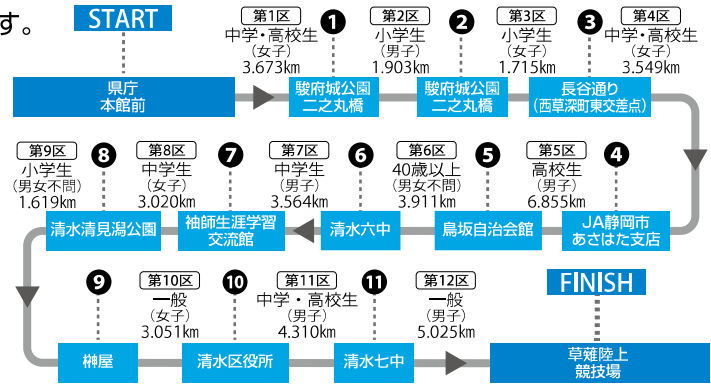 す。
START
第1区
中学・高校生
(女子)
3.673km
❶
第2区
小学生
(男子)
1.903km
❷
第3区
小学生
(女子)
1.715km
❸
第4区
中学・高校生
(女子)
3.549km
県庁
本館前
駿府城公園
二之丸橋
駿府城公園
二之丸橋
長谷通り
(西草深町東交差点)
第9区
小学生
(男女不問)
1.619km
❽
第8区
中学生
(女子)
3.020km
❼
第7区
中学生
(男子)
3.564km
❻
第6区
40歳以上
(男女不問)
3.911km
❺
第5区
高校生
(男子)
6.855km
❹
清水清見潟公園
袖師生涯学習
交流館
清水六中
鳥坂自治会館
JA静岡市
あさはた支店
❾
第10区
一般
(女子)
3.051km
❿
第11区
中学・高校生
(男子)
4.310km
⓫
第12区
一般
(男子)
5.025km
FINISH
榊屋
清水区役所
清水七中
草薙陸上
競技場